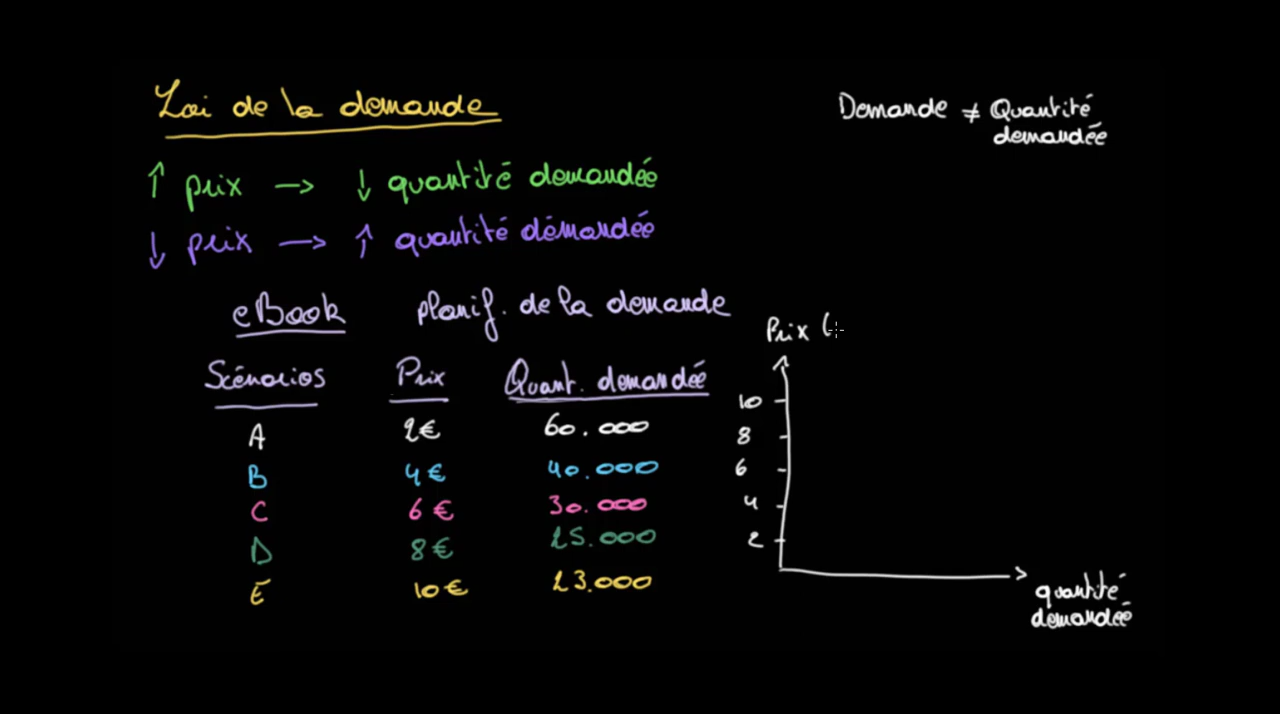 Loi de la demande
Demande ≠ Quantité
demandée
↑ prix → ↓ quantité demandée
↓ prix → ↑ quantité démandée
eBook planif. de la demande
Scénarios Prix Quant. demandée
A 2€ 60.000
B 4€ 40.000
C 6€ 30.000
D 8€ 25.000
E 10€ 23.000
Prix (
10
8
6
4
2
quantité
demandée